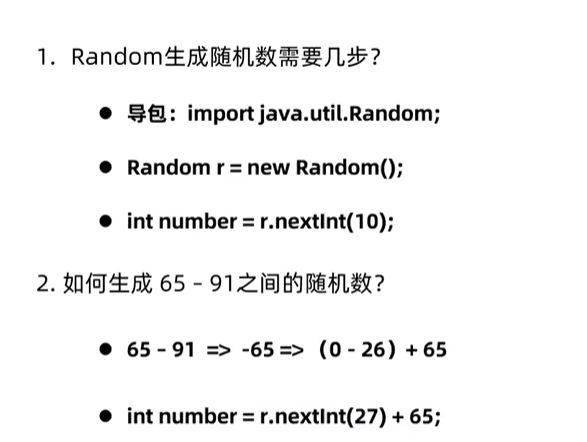 1. Random生成随机数需要几步?
● 导包：import java.util.Random;
● Random r = new Random();
● int number = r.nextInt(10);
2. 如何生成 65 – 91之间的随机数?
● 65 – 91 => -65 =>（0 - 26）+ 65
● int number = r.nextInt(27) + 65;